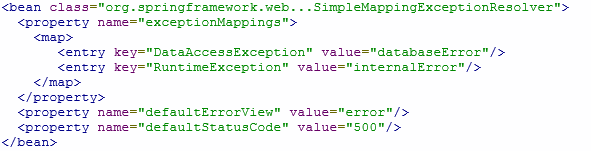 <bean class="org.springframework.web...SimpleMappingExceptionResolver">
<property name="exceptionMappings">
<map>
<entry key="DataAccessException" value="databaseError"/>
<entry key="RuntimeException" value="internalError"/>
</map>
</property>
<property name="defaultErrorView" value="error"/>
<property name="defaultStatusCode" value="500"/>
</bean>